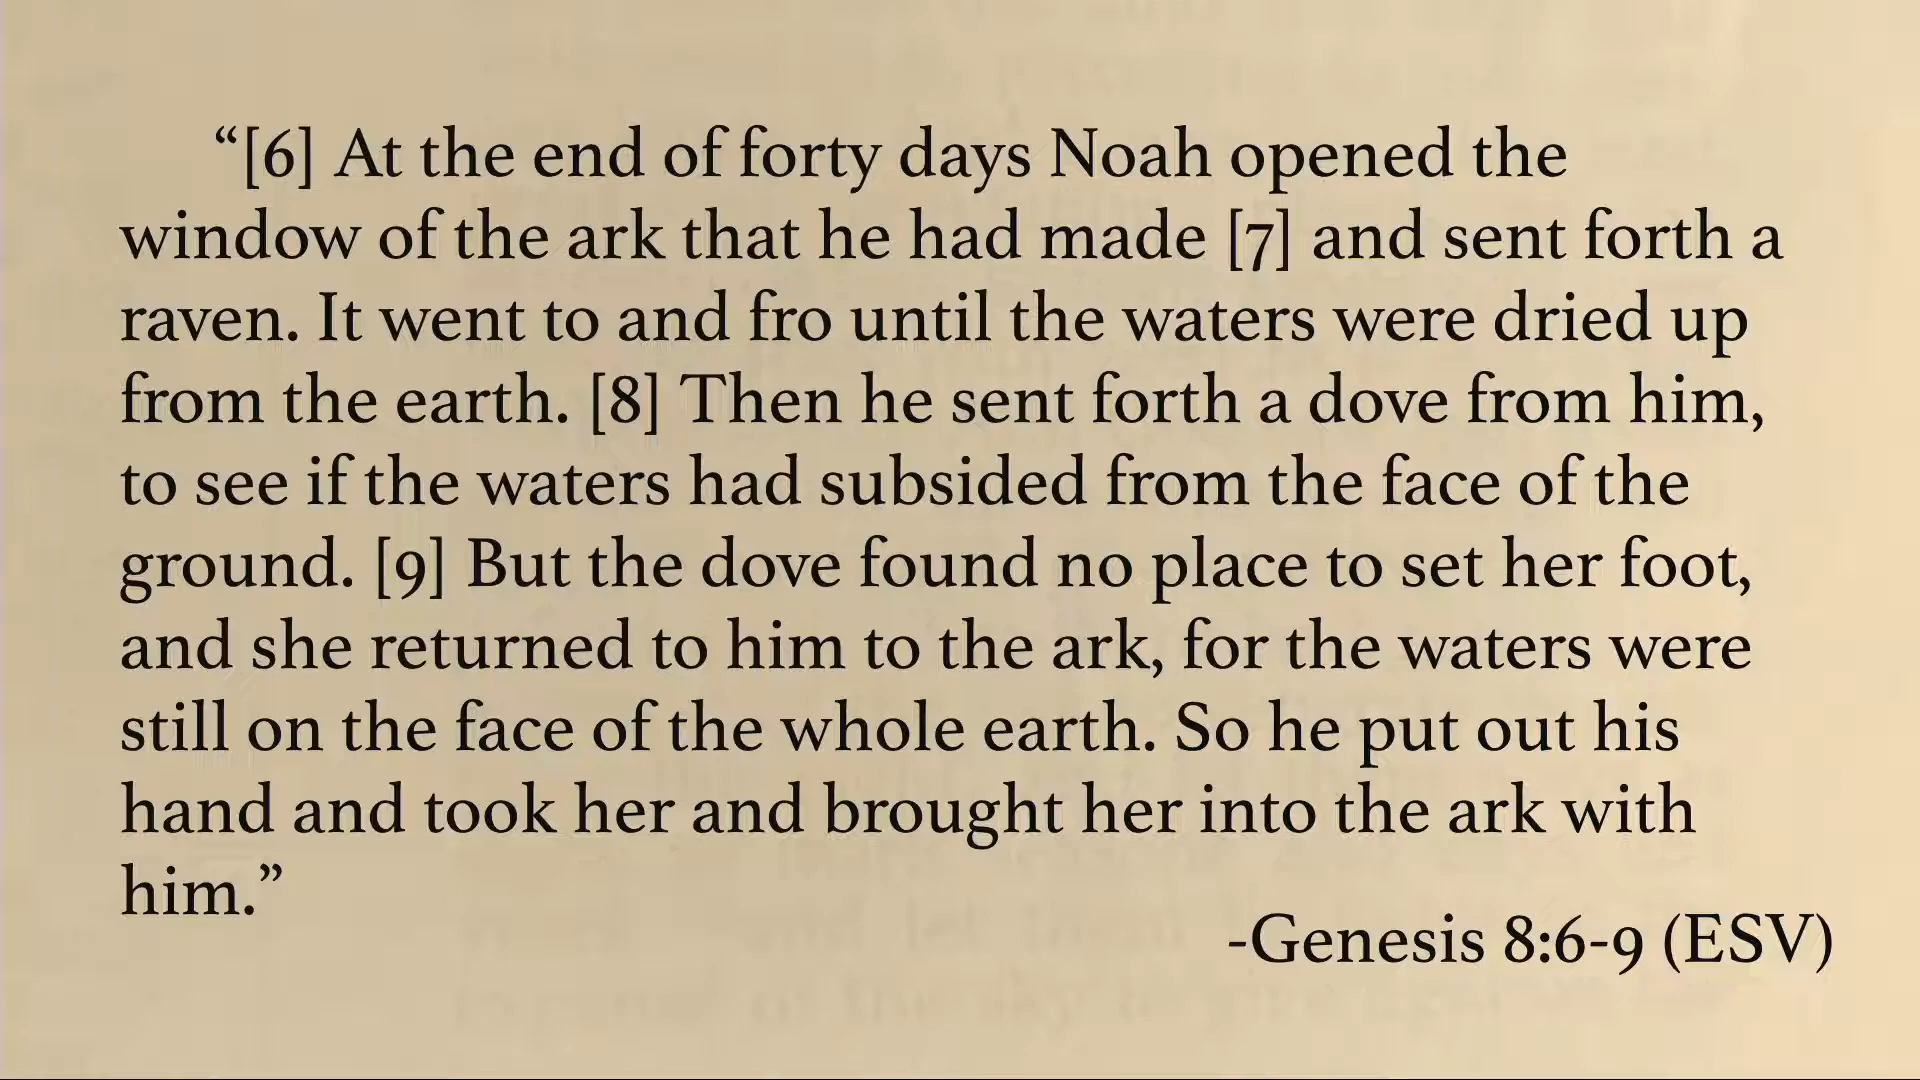 “[6] At the end of forty days Noah opened the
window of the ark that he had made [7] and sent forth a
raven. It went to and fro until the waters were dried up
from the earth. [8] Then he sent forth a dove from him,
to see if the waters had subsided from the face of the
ground. [9] But the dove found no place to set her foot,
and she returned to him to the ark, for the waters were
still on the face of the whole earth. So he put out his
hand and took her and brought her into the ark with
him.”
-Genesis 8:6-9 (ESV)